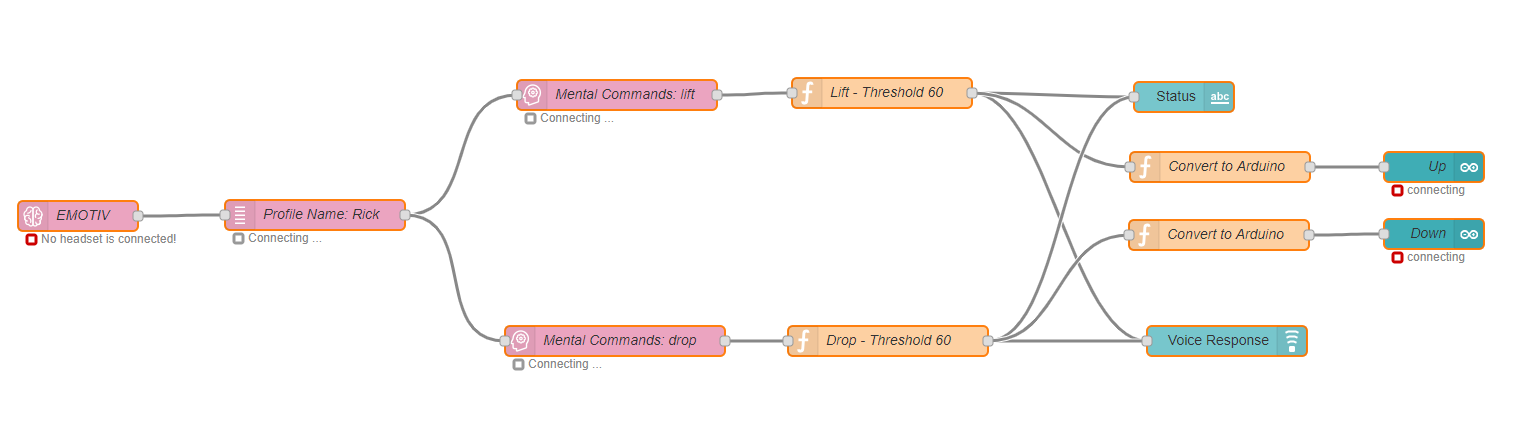 EMOTIV
No headset is connected!
Profile Name: Rick
Connecting ...
Mental Commands: lift
Connecting ...
Lift - Threshold 60
Status
abc
Convert to Arduino
Up
connecting
Convert to Arduino
Down
connecting
Mental Commands: drop
Connecting ...
Drop - Threshold 60
Voice Response